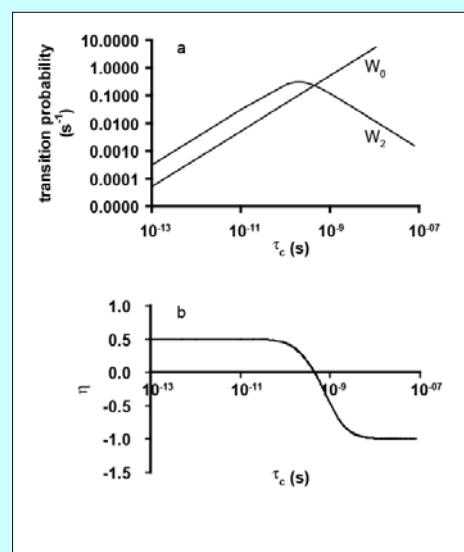 a
transition probability
(s⁻¹)
10.0000
1.0000
0.1000
0.0100
0.0010
0.0001
0.0000
W₀
W₂
10⁻¹³ 10⁻¹¹ 10⁻⁹ 10⁻⁰⁷
τc (s)
b
η
1.0
0.5
0.0
-0.5
-1.0
-1.5
10⁻¹³ 10⁻¹¹ 10⁻⁹ 10⁻⁰⁷
τc (s)